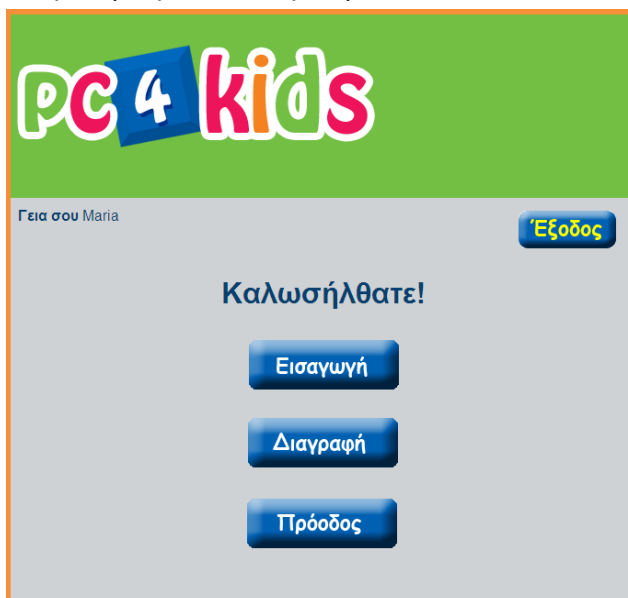 PC 4 kids
Γεια σου Maria
Έξοδος
Καλωσήλθατε!
Εισαγωγή
Διαγραφή
Πρόοδος